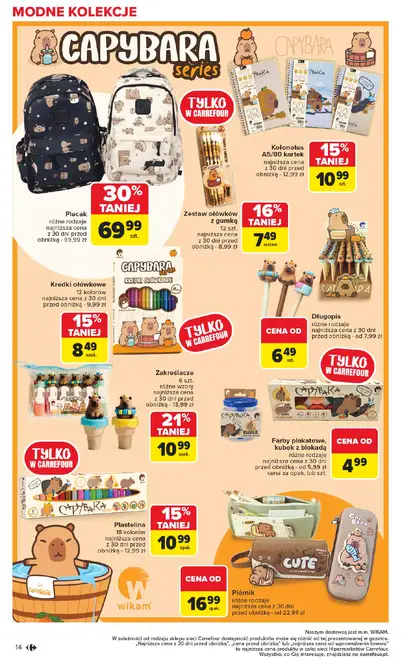 MODNE KOLEKCJE
CAPYBARA
series
CAPYBARA
TYLKO
W CARREFOUR
Kołonotes
A5/80 kartek
najniższa cena
z 30 dni przed
obniżką - 12,99 zł
15%
TANIEJ
10 99
szt.
30%
TANIEJ
69 99
szt.
Plecak
różne rodzaje
najniższa cena
z 30 dni przed
obniżką - 99,99 zł
Zestaw ołówków
z gumką
12 szt.
najniższa cena
z 30 dni przed
obniżką - 8,99 zł
16%
TANIEJ
7 49
zestaw
Kredki ołówkowe
12 kolorów
najniższa cena z 30 dni
przed obniżką - 9,99 zł
15%
TANIEJ
8 49
opak.
CAPYBARA
KREDKI OŁÓWKOWE
TYLKO
W CARREFOUR
Długopis
różne rodzaje
najniższa cena z 30 dni
przed obniżką - od 7,99 zł
CENA OD
6 49
szt.
Zakreślacze
6 szt.
różne wzory
najniższa cena
z 30 dni przed
obniżką - 13,99 zł
21%
TANIEJ
10 99
opak.
CAPYBARA
Farby plakatowe,
kubek z blokadą
różne rodzaje
najniższa cena z 30 dni
przed obniżką - od 5,99 zł
cena za opak. lub szt.
CENA OD
4 99
TYLKO
W CARREFOUR
CAPYBARA
Plastelina
18 kolorów
najniższa cena
z 30 dni przed
obniżką - 12,99 zł
15%
TANIEJ
10 99
opak.
wikam
CUTE
CENA OD
16 99
szt.
Piórnik
różne rodzaje
najniższa cena z 30 dni
przed obniżką - od 22,99 zł
Naszym dostawcą jest m.in. WIKAM.
W zależności od rodzaju sklepu sieci Carrefour dostępność produktów może się różnić od tej prezentowanej w gazetce.
„Najniższa cena z 30 dni przed obniżką", „cena przed obniżką" lub „najniższa cena od wprowadzenia towaru"
to najniższa cena produktu w całej sieci Hipermarketów Carrefour.
Wszystko, co Cię interesuje, znajdziesz na carrefour.pl.
14